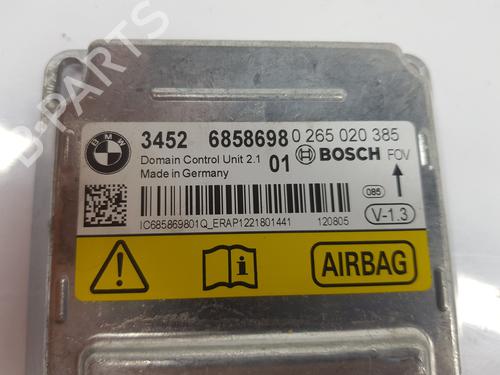 B-PARTS
BMW
3452 6858698 0 265 020 385
Domain Control Unit 2.1 01 BOSCH FOV
Made in Germany
085
V-1.3
IC685869801Q_ERAP1221801441 120805
AIRBAG